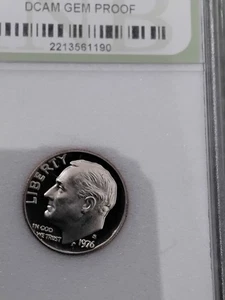 DCAM GEM PROOF
2213561190
LIBERTY
IN GOD
WE TRUST
1976